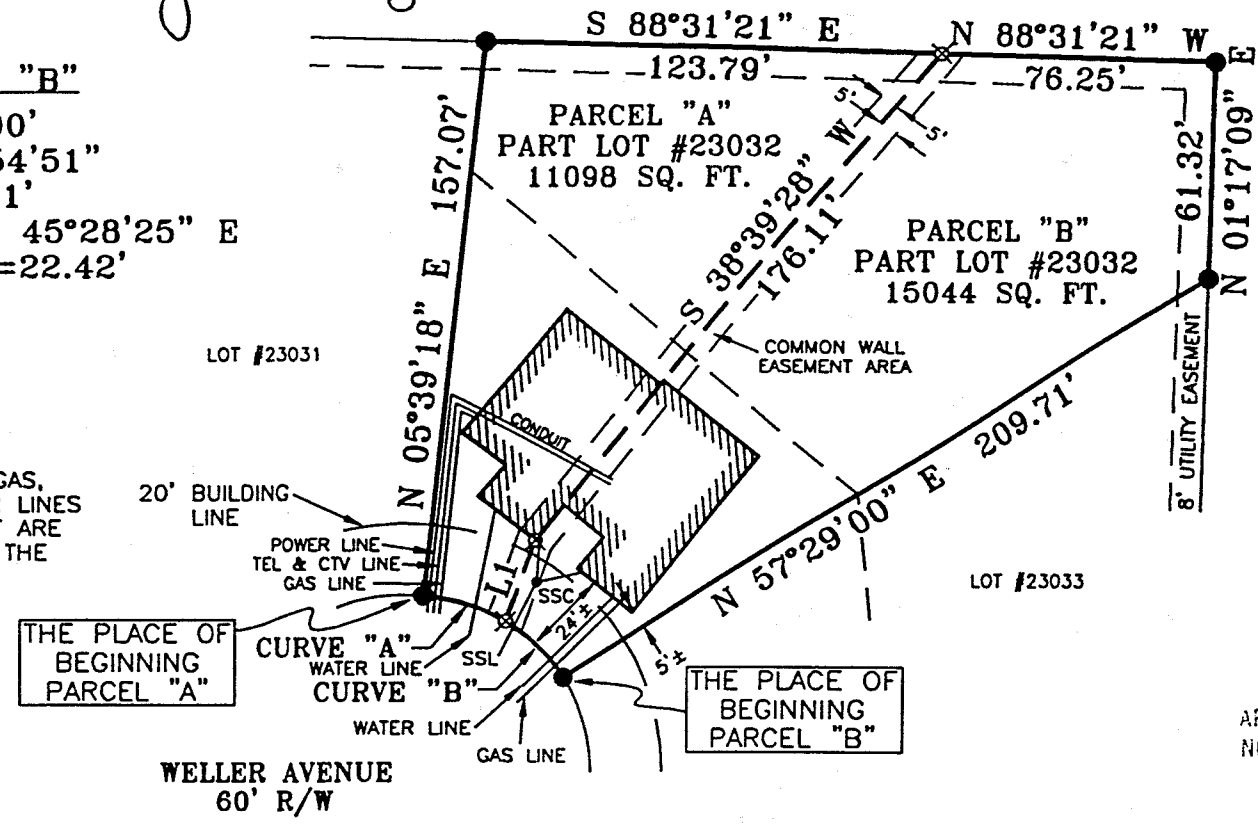 S 88°31'21" E
N 88°31'21" W
123.79'
76.25'
"B"
00'
54'51"
1'
45°28'25" E
=22.42'
PARCEL "A"
PART LOT #23032
11098 SQ. FT.
157.07'
N 05°39'18" E
5'
5'
S 38°39'28" W
176.11'
PARCEL "B"
PART LOT #23032
15044 SQ. FT.
61.32'
N 01°17'09" E
8' UTILITY EASEMENT
LOT #23031
COMMON WALL
EASEMENT AREA
CONDUIT
N 57°29'00" E 209.71'
GAS,
LINES
ARE
THE
20' BUILDING
LINE
POWER LINE
TEL & CTV LINE
GAS LINE
L1
SSC
24'±
5'±
LOT #23033
THE PLACE OF
BEGINNING
PARCEL "A"
CURVE "A"
WATER LINE
SSL
CURVE "B"
WATER LINE
GAS LINE
THE PLACE OF
BEGINNING
PARCEL "B"
WELLER AVENUE
60' R/W